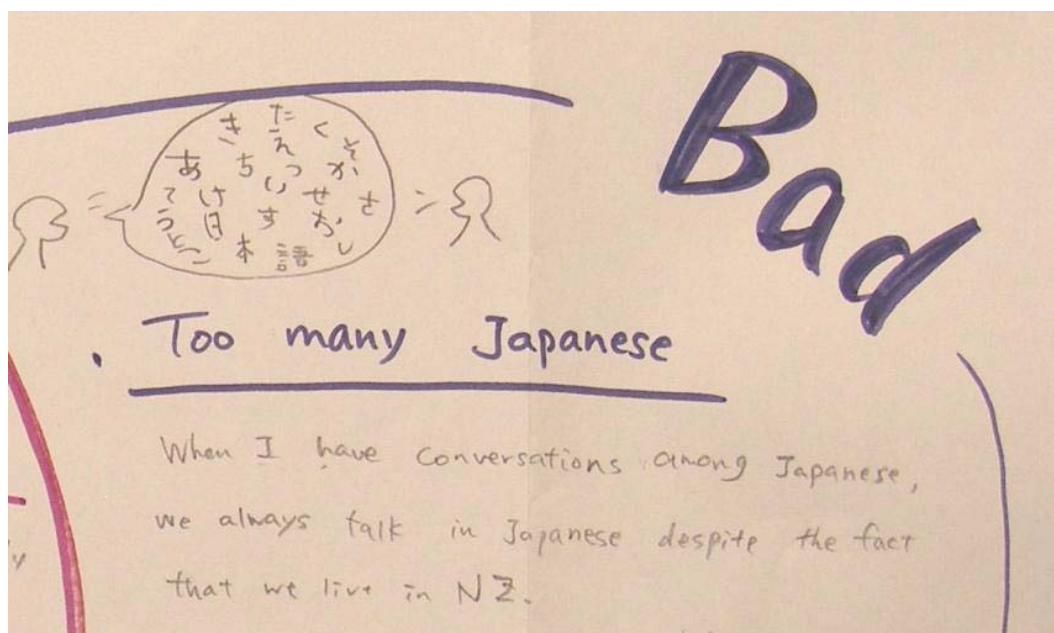 き た く
え そ
あ ち つ か
て け い せ さ
う 日 す お
と こ 本 語 し
Bad
· Too many Japanese
When I have conversations among Japanese,
we always talk in Japanese despite the fact
that we live in NZ.